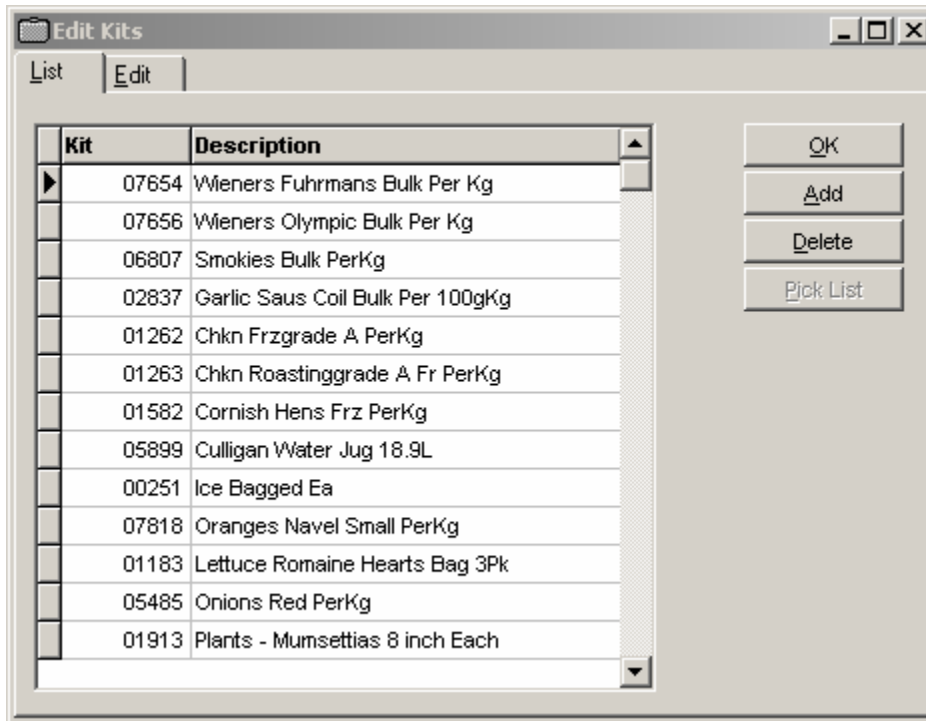 Edit Kits
List Edit
Kit Description
07654 Wieners Fuhrmans Bulk Per Kg
07656 Wieners Olympic Bulk Per Kg
06807 Smokies Bulk PerKg
02837 Garlic Saus Coil Bulk Per 100gKg
01262 Chkn Frzgrade A PerKg
01263 Chkn Roastinggrade A Fr PerKg
01582 Cornish Hens Frz PerKg
05899 Culligan Water Jug 18.9L
00251 Ice Bagged Ea
07818 Oranges Navel Small PerKg
01183 Lettuce Romaine Hearts Bag 3Pk
05485 Onions Red PerKg
01913 Plants - Mumsettias 8 inch Each
OK
Add
Delete
Pick List